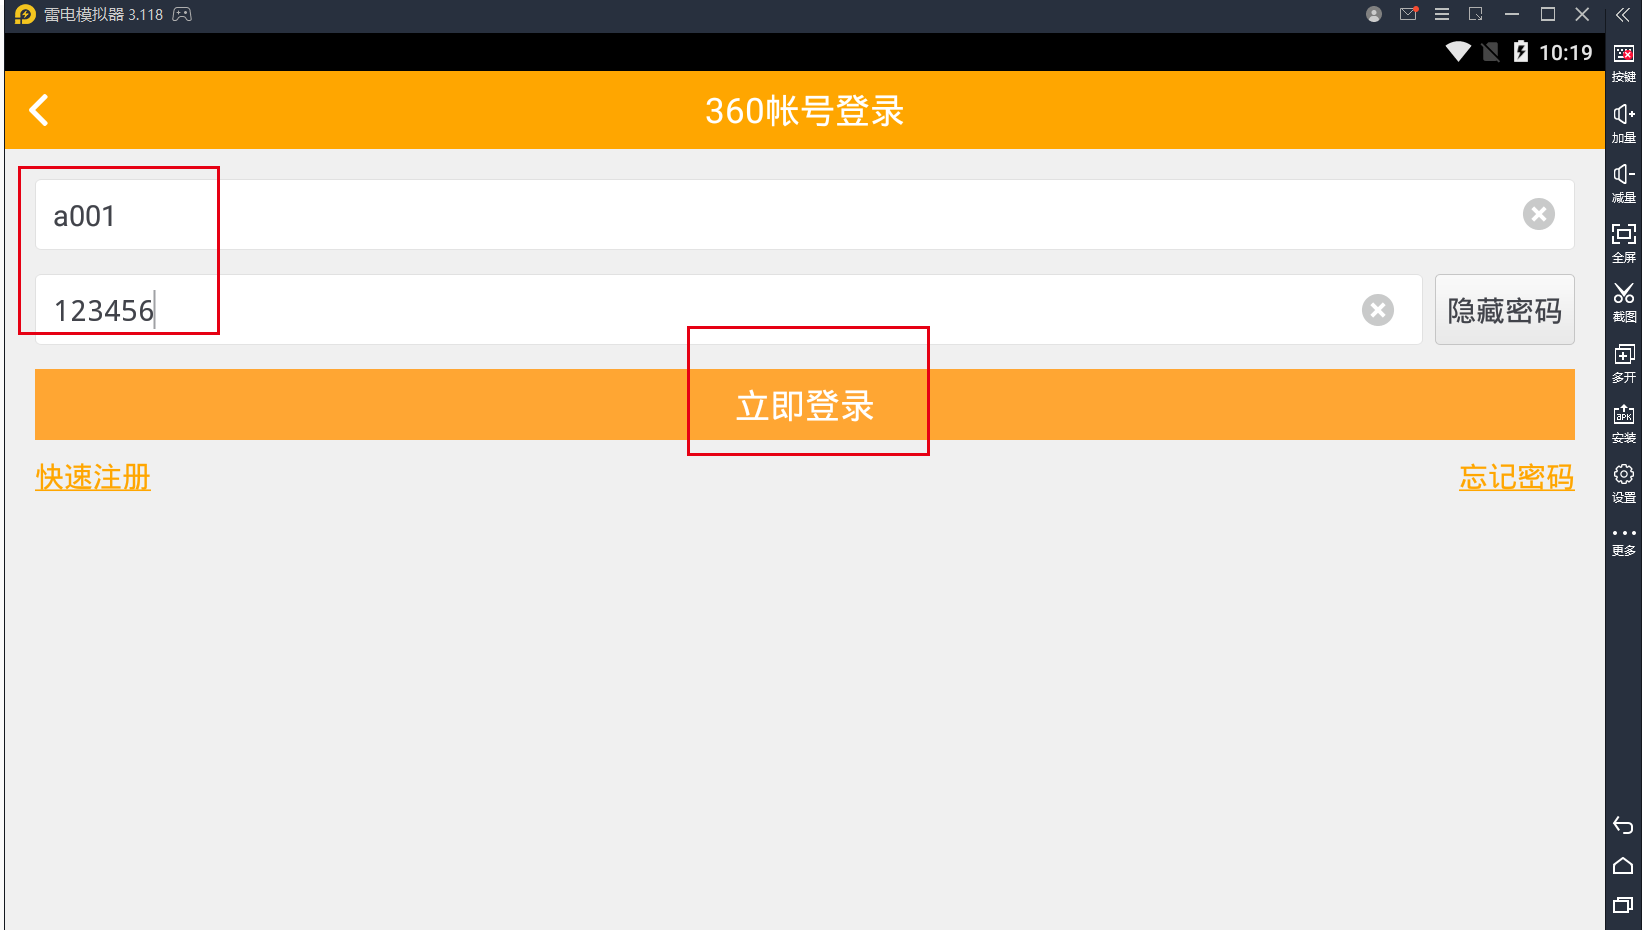 雷电模拟器 3.118
10:19
360帐号登录
a001
123456
隐藏密码
立即登录
快速注册
忘记密码
按键
加量
减量
全屏
截图
多开
APK
安装
设置
更多